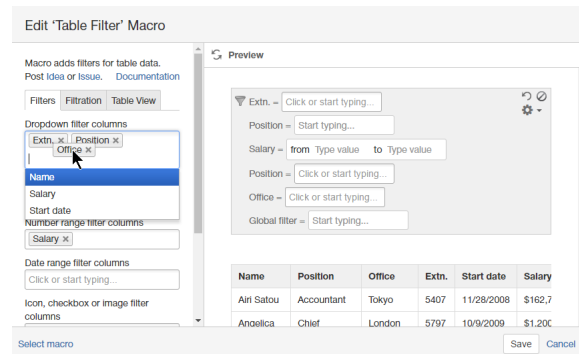 Edit ‘Table Filter’ Macro
Macro adds filters for table data.
Post Idea or Issue. Documentation
Filters Filtration Table View
Dropdown filter columns
Extn. × Position ×
Office ×
Name
Salary
Start date
Number range filter columns
Salary ×
Date range filter columns
Click or start typing...
Icon, checkbox or image filter
columns
Preview
Extn. = Click or start typing...
Position = Start typing...
Salary = from Type value to Type value
Position = Click or start typing...
Office = Click or start typing...
Global filter = Start typing...
Name Position Office Extn. Start date Salary
Airi Satou Accountant Tokyo 5407 11/28/2008 $162,7
Angelica Chief London 5797 10/9/2009 $1,200
Select macro
Save Cancel